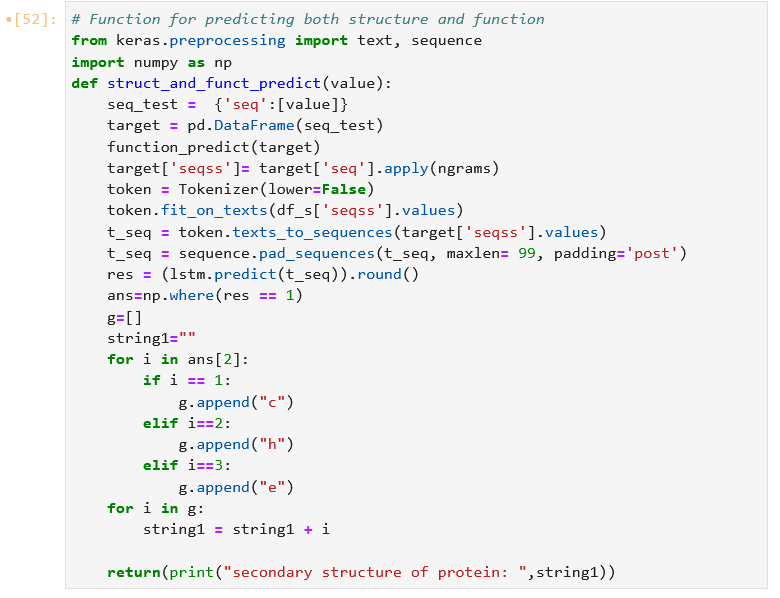 •[52]: # Function for predicting both structure and function
from keras.preprocessing import text, sequence
import numpy as np
def struct_and_funct_predict(value):
    seq_test =  {'seq':[value]}
    target = pd.DataFrame(seq_test)
    function_predict(target)
    target['seqss']= target['seq'].apply(ngrams)
    token = Tokenizer(lower=False)
    token.fit_on_texts(df_s['seqss'].values)
    t_seq = token.texts_to_sequences(target['seqss'].values)
    t_seq = sequence.pad_sequences(t_seq, maxlen= 99, padding='post')
    res = (lstm.predict(t_seq)).round()
    ans=np.where(res == 1)
    g=[]
    string1=""
    for i in ans[2]:
        if i == 1:
            g.append("c")
        elif i==2:
            g.append("h")
        elif i==3:
            g.append("e")
    for i in g:
        string1 = string1 + i
    return(print("secondary structure of protein: ",string1))